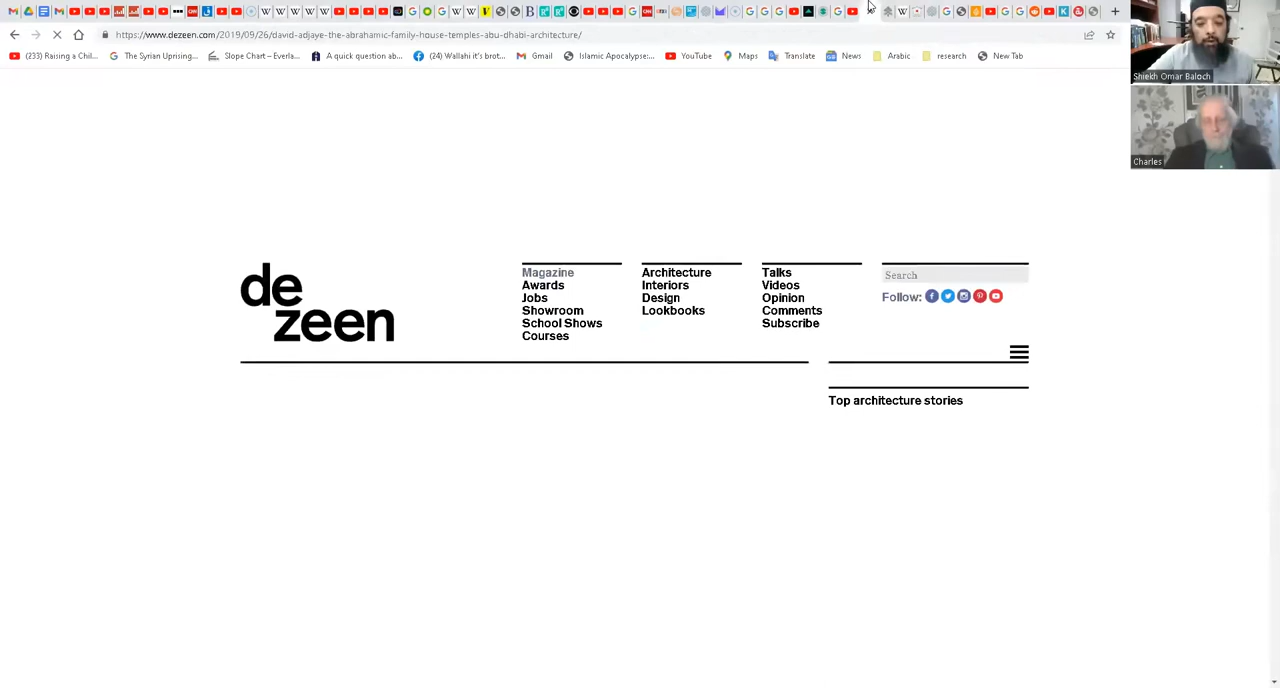 https://www.dezeen.com/2019/09/26/david-adjaye-the-abrahamic-family-house-temples-abu-dhabi-architecture/
(233) Raising a Chil...
The Syrian Uprising...
Slope Chart – Everla...
A quick question ab...
(24) Wallahi it's brot...
Gmail
Islamic Apocalypse:...
YouTube
Maps
Translate
News
Arabic
research
New Tab
Shiekh Omar Baloch
Charles
de
zeen
Magazine
Awards
Jobs
Showroom
School Shows
Courses
Architecture
Interiors
Design
Lookbooks
Talks
Videos
Opinion
Comments
Subscribe
Search
Follow:
Top architecture stories